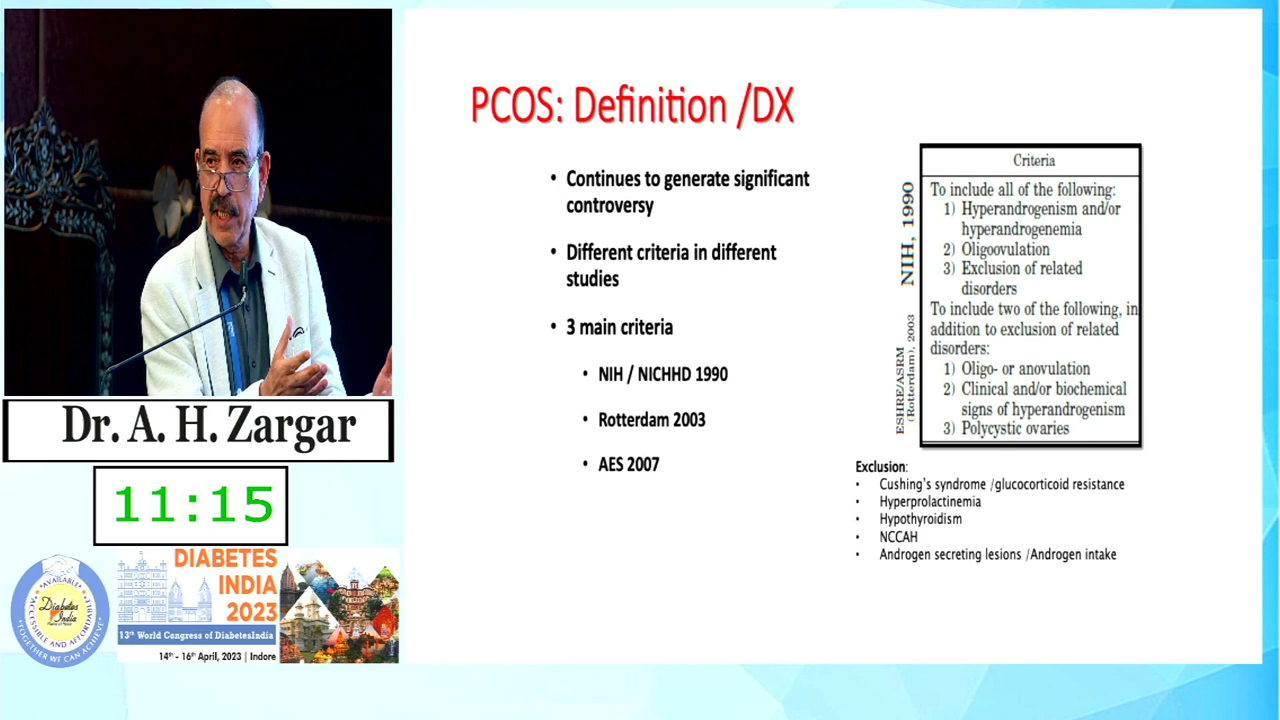 PCOS: Definition /DX
• Continues to generate significant
controversy
• Different criteria in different
studies
• 3 main criteria
• NIH / NICHHD 1990
• Rotterdam 2003
• AES 2007
Criteria
NIH, 1990
To include all of the following:
1) Hyperandrogenism and/or
hyperandrogenemia
2) Oligoovulation
3) Exclusion of related
disorders
ESHRE/ASRM
(Rotterdam), 2003
To include two of the following, in
addition to exclusion of related
disorders:
1) Oligo- or anovulation
2) Clinical and/or biochemical
signs of hyperandrogenism
3) Polycystic ovaries
Exclusion:
• Cushing's syndrome /glucocorticoid resistance
• Hyperprolactinemia
• Hypothyroidism
• NCCAH
• Androgen secreting lesions /Androgen intake
Dr. A. H. Zargar
11:15
AVAILABLE
ACCESSIBLE AND AFFORDABLE
Diabetes
India
TOGETHER WE CAN ACHIEVE
DIABETES
INDIA
2023
13th World Congress of DiabetesIndia
14th - 16th April, 2023 | Indore